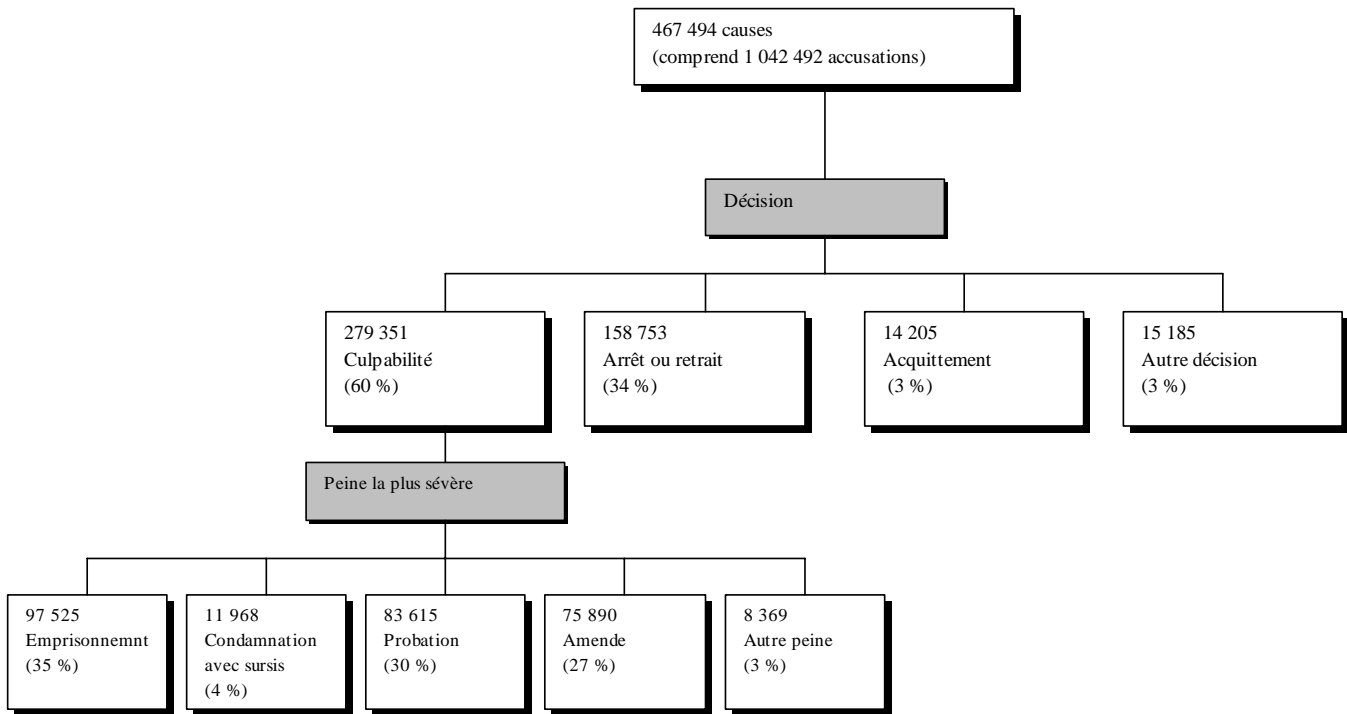 467 494 causes
(comprend 1 042 492 accusations)
Décision
279 351
Culpabilité
(60 %)
158 753
Arrêt ou retrait
(34 %)
14 205
Acquittement
(3 %)
15 185
Autre décision
(3 %)
Peine la plus sévère
97 525
Emprisonnemnt
(35 %)
11 968
Condamnation
avec sursis
(4 %)
83 615
Probation
(30 %)
75 890
Amende
(27 %)
8 369
Autre peine
(3 %)